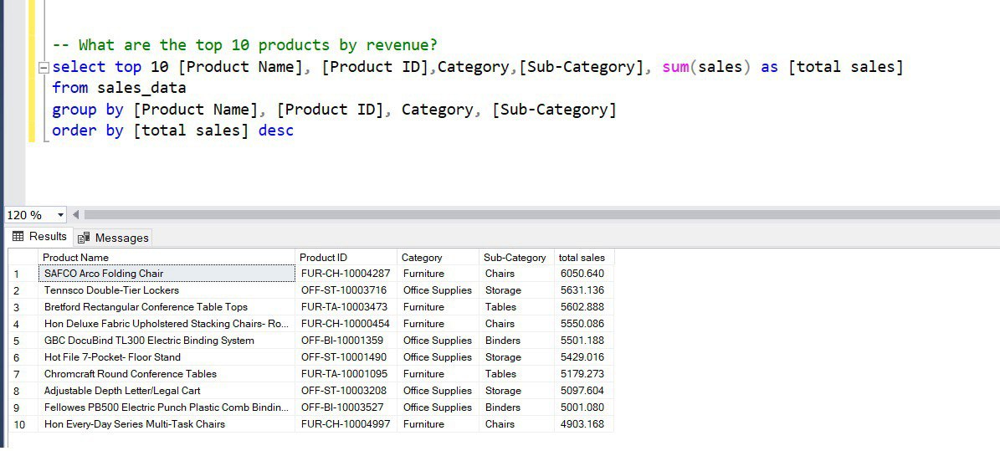 -- What are the top 10 products by revenue?
select top 10 [Product Name], [Product ID],Category,[Sub-Category], sum(sales) as [total sales]
from sales_data
group by [Product Name], [Product ID], Category, [Sub-Category]
order by [total sales] desc
120 %
Results Messages
Product Name Product ID Category Sub-Category total sales
1 SAFCO Arco Folding Chair FUR-CH-10004287 Furniture Chairs 6050.640
2 Tennsco Double-Tier Lockers OFF-ST-10003716 Office Supplies Storage 5631.136
3 Bretford Rectangular Conference Table Tops FUR-TA-10003473 Furniture Tables 5602.888
4 Hon Deluxe Fabric Upholstered Stacking Chairs- Ro... FUR-CH-10000454 Furniture Chairs 5550.086
5 GBC DocuBind TL300 Electric Binding System OFF-BI-10001359 Office Supplies Binders 5501.188
6 Hot File 7-Pocket- Floor Stand OFF-ST-10001490 Office Supplies Storage 5429.016
7 Chromcraft Round Conference Tables FUR-TA-10001095 Furniture Tables 5179.273
8 Adjustable Depth Letter/Legal Cart OFF-ST-10003208 Office Supplies Storage 5097.604
9 Fellowes PB500 Electric Punch Plastic Comb Bindin... OFF-BI-10003527 Office Supplies Binders 5001.080
10 Hon Every-Day Series Multi-Task Chairs FUR-CH-10004997 Furniture Chairs 4903.168